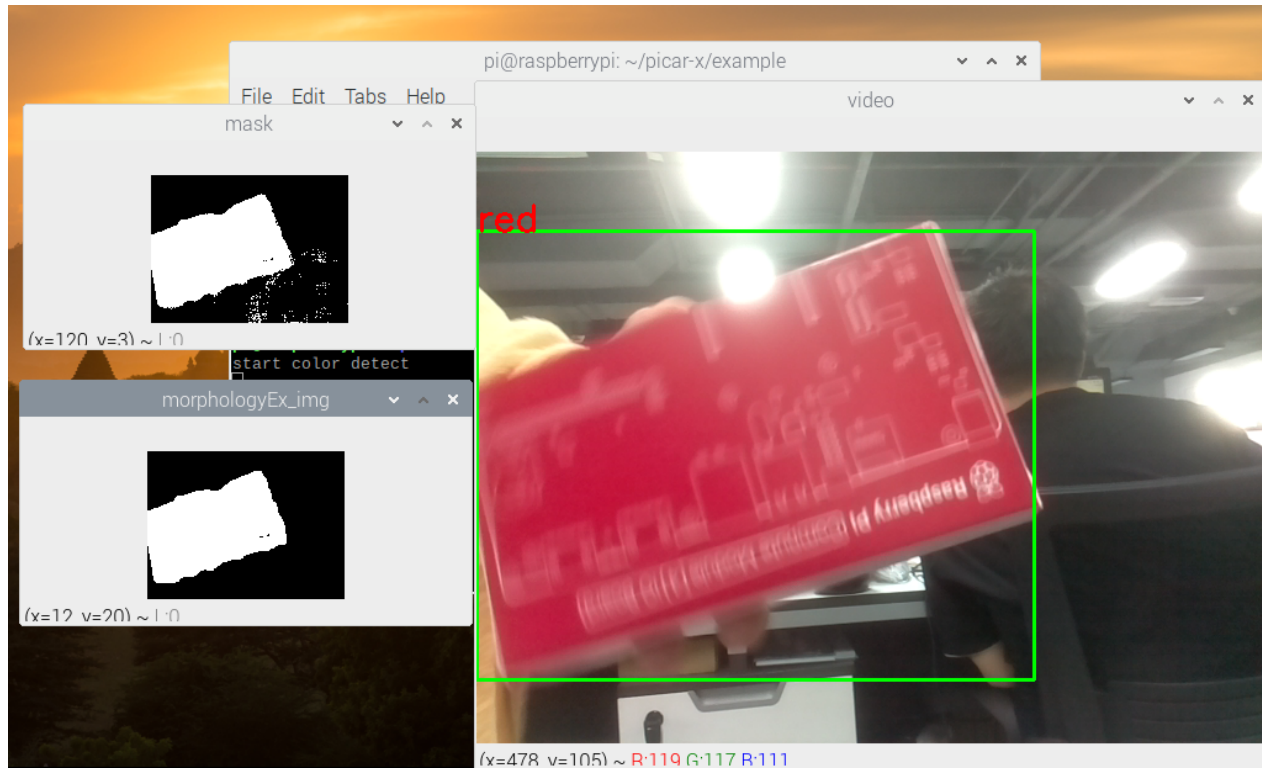 pi@raspberrypi: ~/picar-x/example
File Edit Tabs Help
video
mask
red
(x=120, y=3) ~ L:0
start color detect
morphologyEx_img
Raspberry Pi
(x=12, y=20) ~ L:0
(x=478, y=105) ~ R:119 G:117 B:111